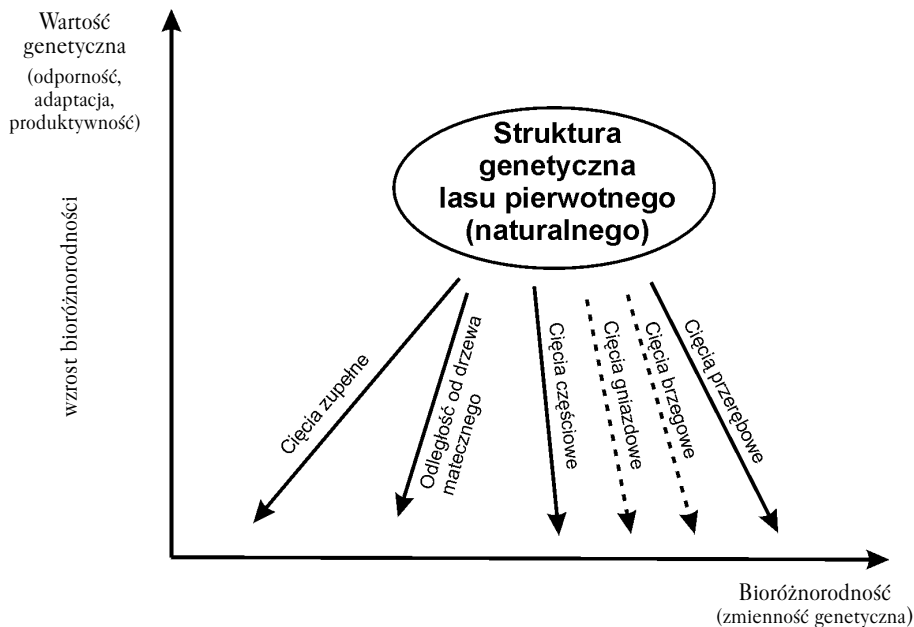 Wartość
genetyczna
(odporność,
adaptacja,
produktywność)
wzrost bioróżnorodności
Struktura
genetyczna
lasu pierwotnego
(naturalnego)
Cięcia zupełne
Odległość od drzewa
matecznego
Cięcia częściowe
Cięcia gniazdowe
Cięcia brzegowe
Cięcią przerębowe
Bioróżnorodność
(zmienność genetyczna)